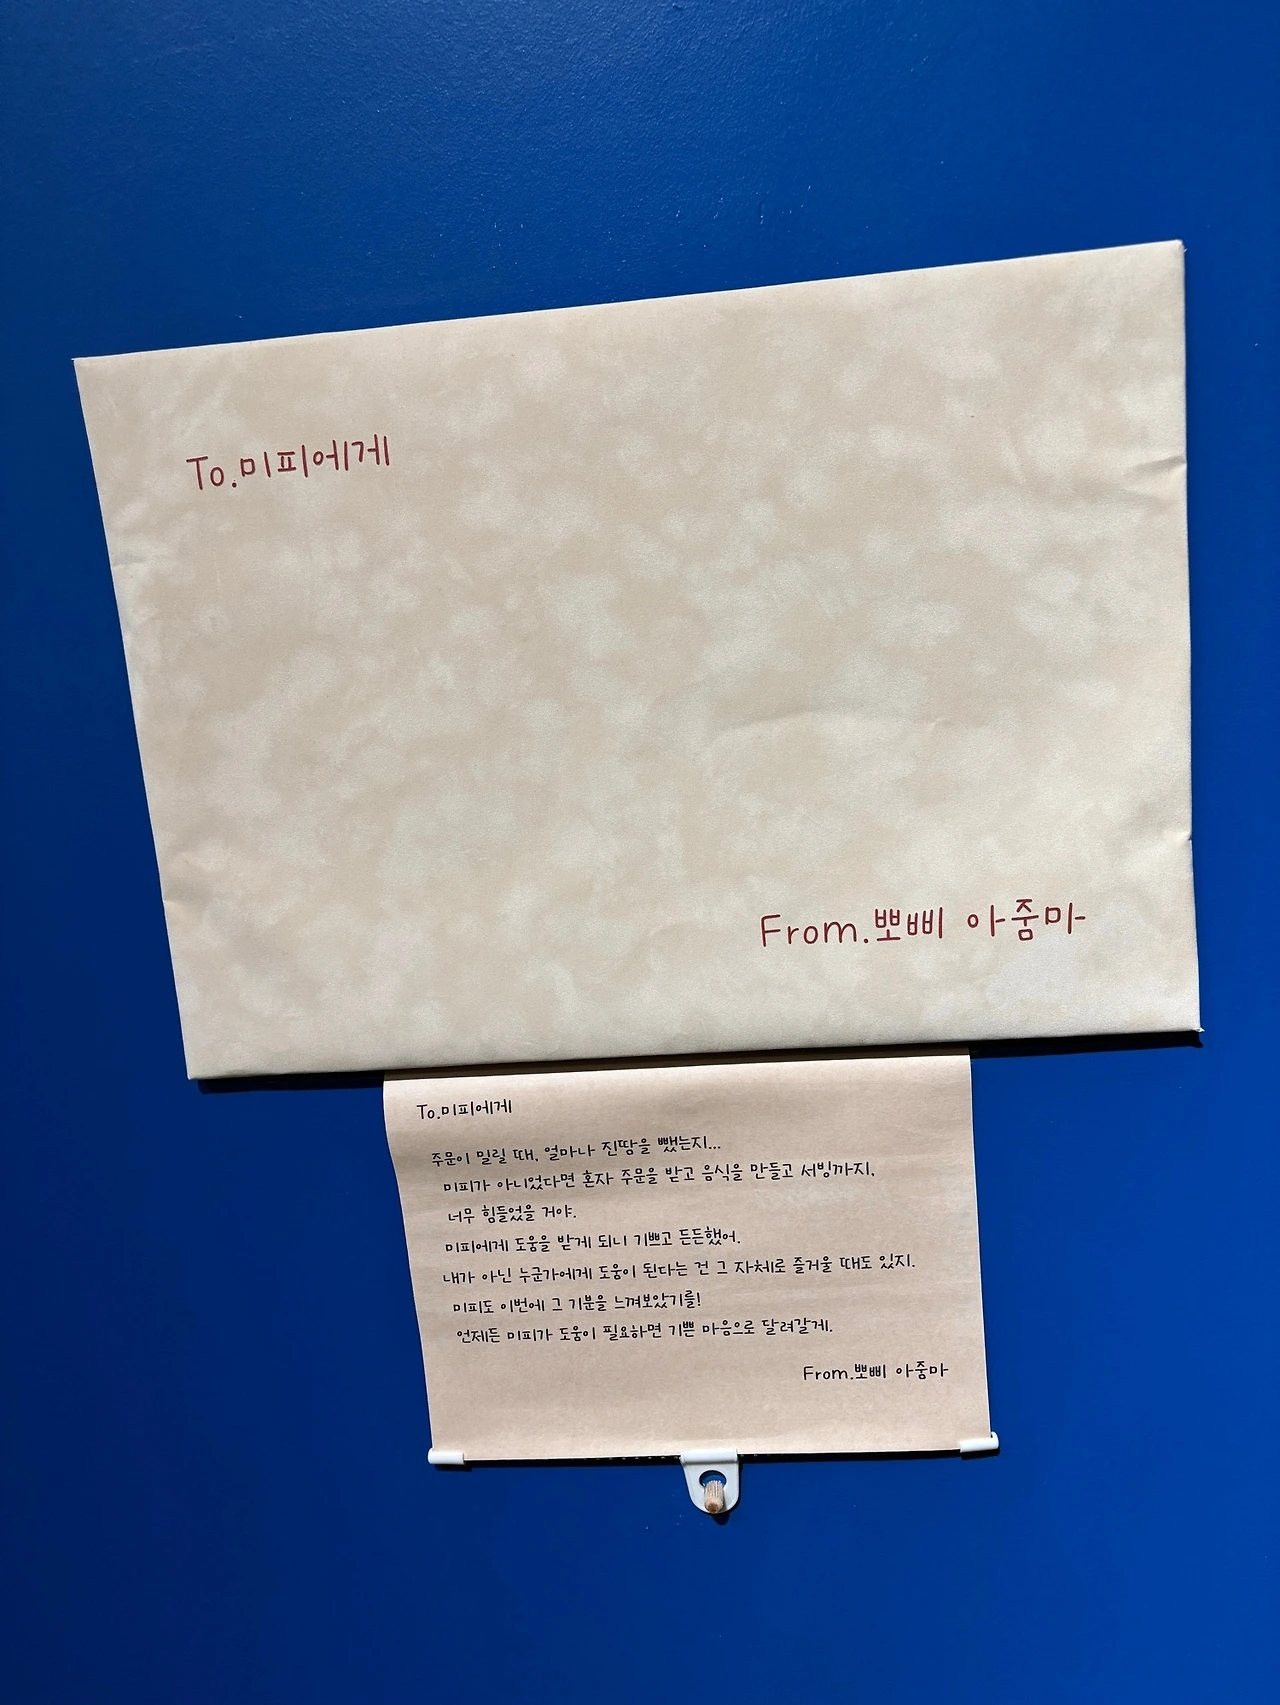 To.미피에게
From.뽀삐 아줌마
To.미피에게
주문이 밀릴 때, 얼마나 진땀을 뺐는지...
미피가 아니었다면 혼자 주문을 받고 음식을 만들고 서빙까지,
너무 힘들었을 거야.
미피에게 도움을 받게 되니 기쁘고 든든했어.
내가 아닌 누군가에게 도움이 된다는 건 그 자체로 즐거울 때도 있지.
미피도 이번에 그 기분을 느껴보았기를!
언제든 미피가 도움이 필요하면 기쁜 마음으로 달려갈게.
From.뽀삐 아줌마